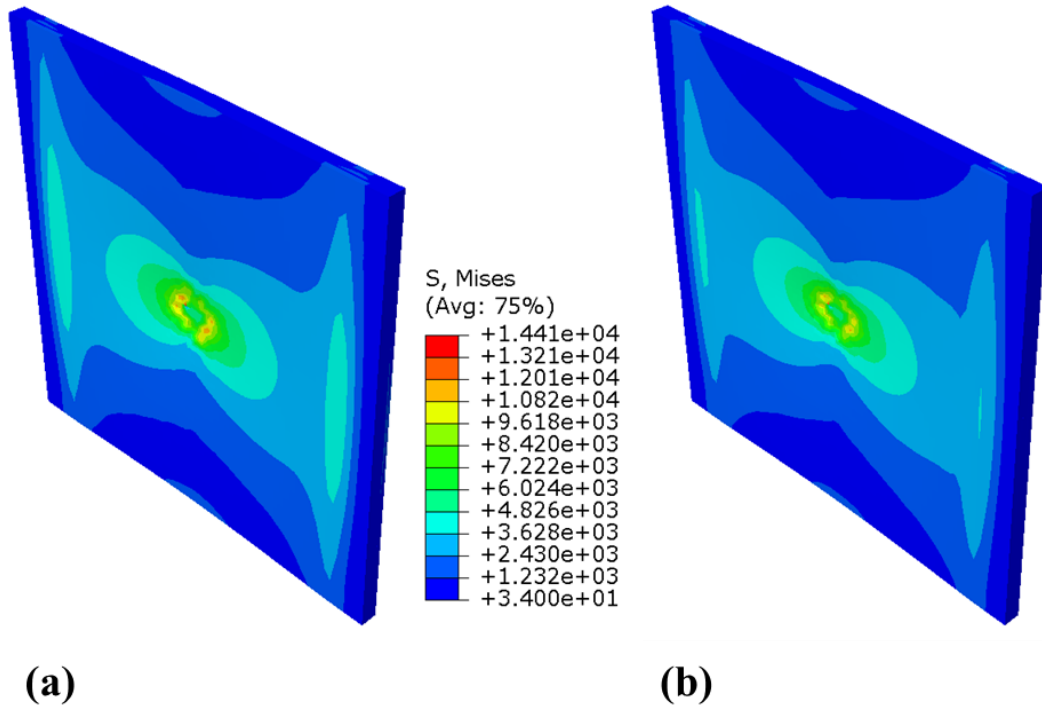 S, Mises
(Avg: 75%)
+1.441e+04
+1.321e+04
+1.201e+04
+1.082e+04
+9.618e+03
+8.420e+03
+7.222e+03
+6.024e+03
+4.826e+03
+3.628e+03
+2.430e+03
+1.232e+03
+3.400e+01
(a)
(b)